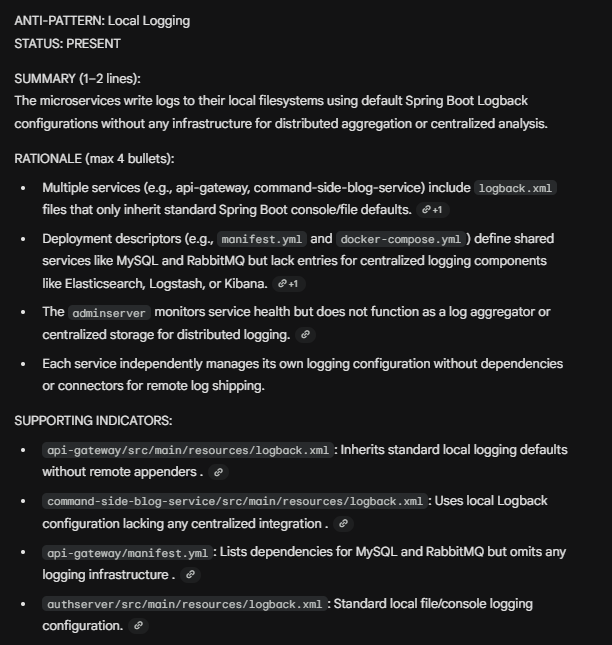 ANTI-PATTERN: Local Logging
STATUS: PRESENT
SUMMARY (1–2 lines):
The microservices write logs to their local filesystems using default Spring Boot Logback
configurations without any infrastructure for distributed aggregation or centralized analysis.
RATIONALE (max 4 bullets):
• Multiple services (e.g., api-gateway, command-side-blog-service) include logback.xml
files that only inherit standard Spring Boot console/file defaults. +1
• Deployment descriptors (e.g., manifest.yml and docker-compose.yml) define shared
services like MySQL and RabbitMQ but lack entries for centralized logging components
like Elasticsearch, Logstash, or Kibana. +1
• The adminserver monitors service health but does not function as a log aggregator or
centralized storage for distributed logging.
• Each service independently manages its own logging configuration without dependencies
or connectors for remote log shipping.
SUPPORTING INDICATORS:
• api-gateway/src/main/resources/logback.xml: Inherits standard local logging defaults
without remote appenders .
• command-side-blog-service/src/main/resources/logback.xml: Uses local Logback
configuration lacking any centralized integration .
• api-gateway/manifest.yml: Lists dependencies for MySQL and RabbitMQ but omits any
logging infrastructure .
• authserver/src/main/resources/logback.xml: Standard local file/console logging
configuration.